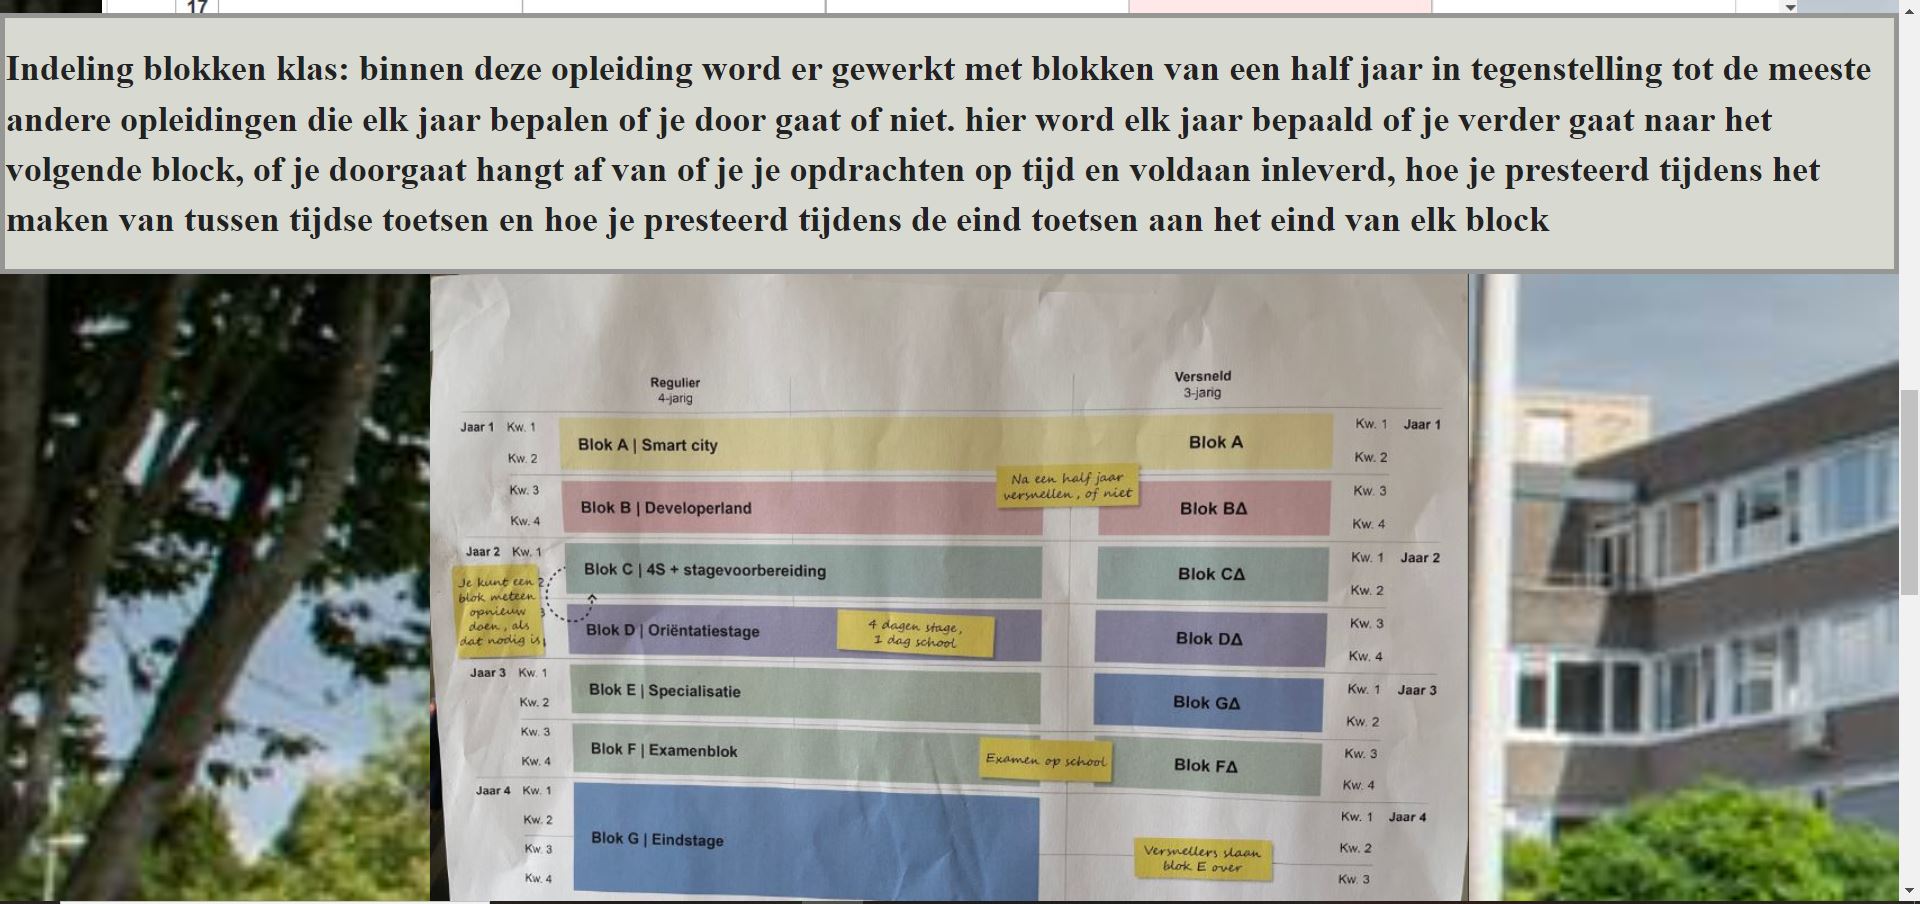 17
Indeling blokken klas: binnen deze opleiding word er gewerkt met blokken van een half jaar in tegenstelling tot de meeste
andere opleidingen die elk jaar bepalen of je door gaat of niet. hier word elk jaar bepaald of je verder gaat naar het
volgende block, of je doorgaat hangt af van of je je opdrachten op tijd en voldaan inleverd, hoe je presteerd tijdens het
maken van tussen tijdse toetsen en hoe je presteerd tijdens de eind toetsen aan het eind van elk block
Regulier
4-jarig
Versneld
3-jarig
Jaar 1 Kw. 1
Kw. 2
Blok A | Smart city
Blok A
Kw. 1 Jaar 1
Kw. 2
Na een half jaar
versnellen, of niet
Kw. 3
Kw. 4
Blok B | Developerland
Blok BΔ
Kw. 3
Kw. 4
Jaar 2 Kw. 1
2
3
Je kunt een
blok meteen
opnieuw
doen, als
dat nodig is
Blok C | 4S + stagevoorbereiding
Blok CΔ
Kw. 1 Jaar 2
Kw. 2
Blok D | Oriëntatiestage
4 dagen stage,
1 dag school
Blok DΔ
Kw. 3
Kw. 4
Jaar 3 Kw. 1
Kw. 2
Blok E | Specialisatie
Blok GΔ
Kw. 1 Jaar 3
Kw. 2
Kw. 3
Kw. 4
Blok F | Examenblok
Examen op school
Blok FΔ
Kw. 3
Kw. 4
Jaar 4 Kw. 1
Kw. 2
Kw. 3
Kw. 4
Blok G | Eindstage
Versnellers slaan
blok E over
Kw. 1 Jaar 4
Kw. 2
Kw. 3